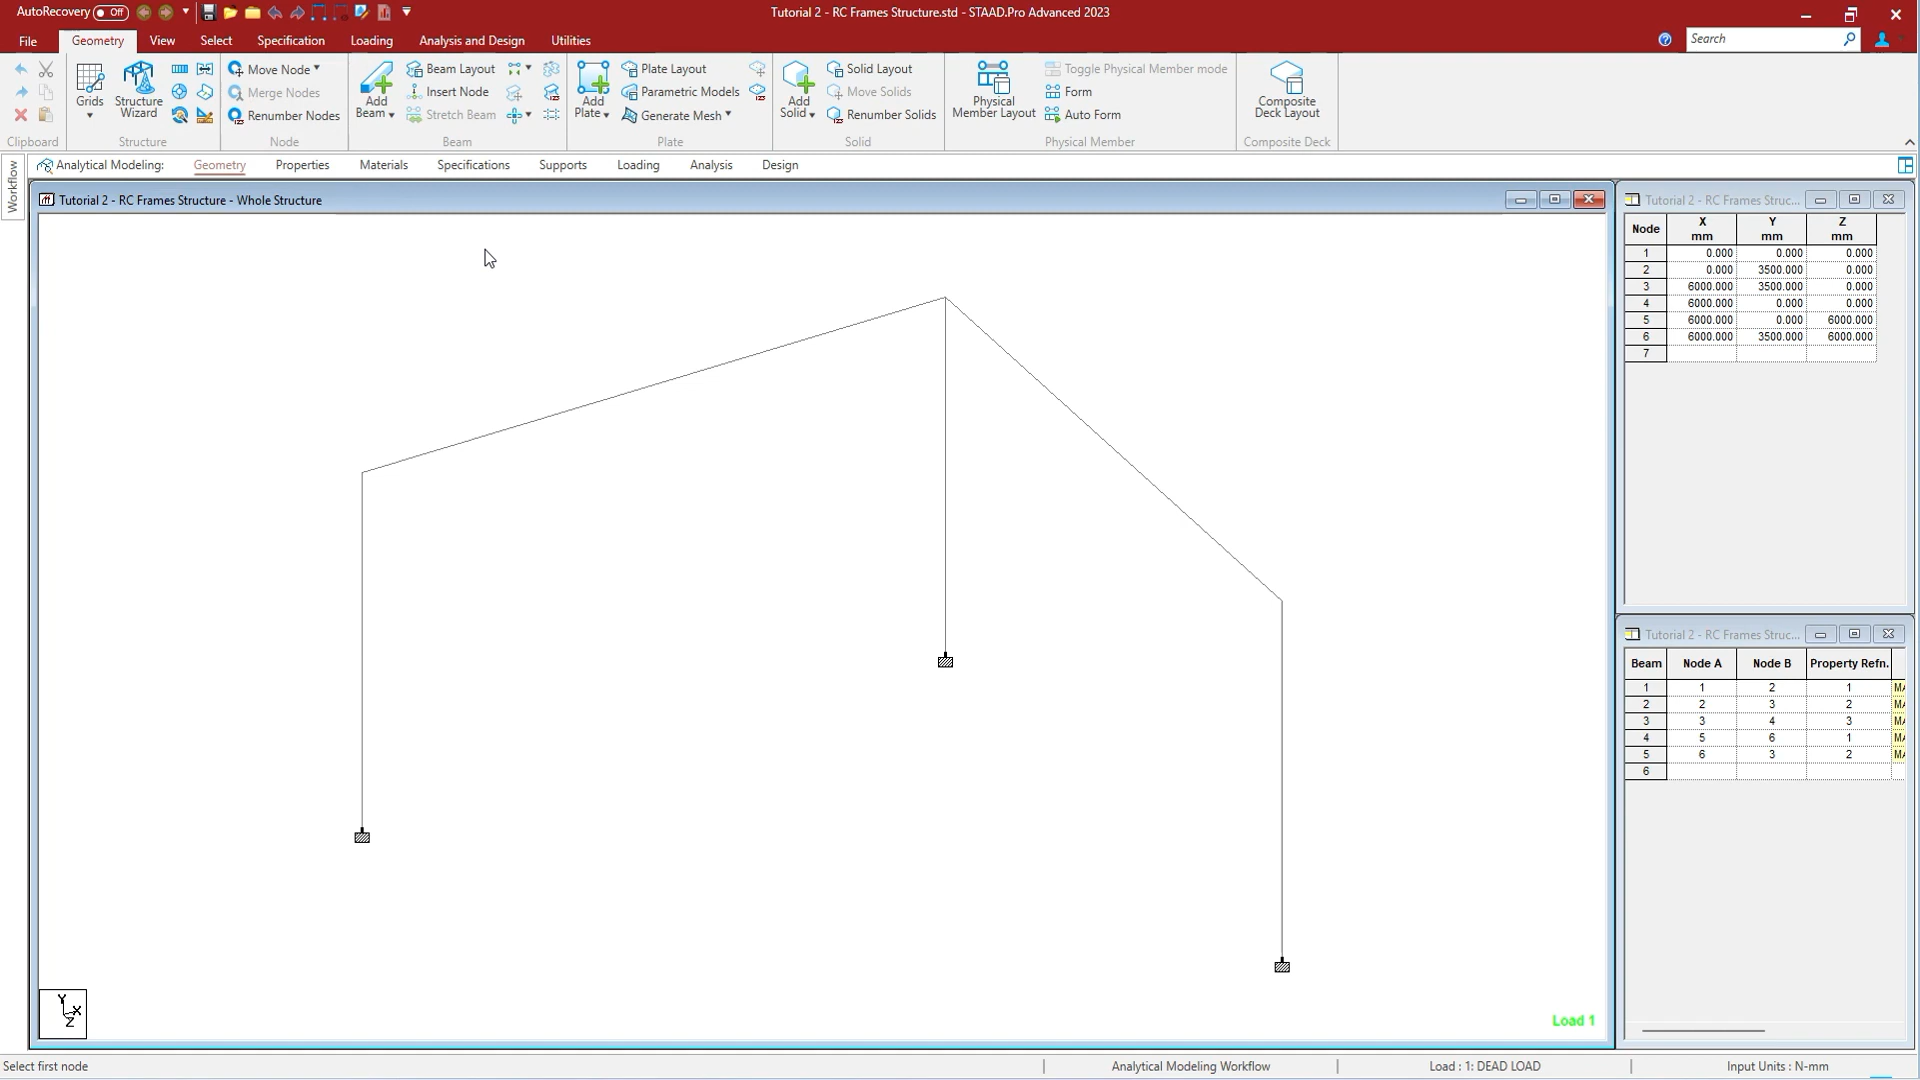 AutoRecovery Off
Tutorial 2 - RC Frames Structure.std - STAAD.Pro Advanced 2023
File Geometry View Select Specification Loading Analysis and Design Utilities
Search
Grids
Structure Wizard
Move Node
Merge Nodes
Renumber Nodes
Add Beam
Beam Layout
Insert Node
Stretch Beam
Add Plate
Plate Layout
Parametric Models
Generate Mesh
Add Solid
Solid Layout
Move Solids
Renumber Solids
Physical Member Layout
Toggle Physical Member mode
Form
Auto Form
Composite Deck Layout
Clipboard Structure Node Beam Plate Solid Physical Member Composite Deck
Analytical Modeling: Geometry Properties Materials Specifications Supports Loading Analysis Design
Workflow
Tutorial 2 - RC Frames Structure - Whole Structure
Y
X
Z
Load 1
Tutorial 2 - RC Frames Struc...
Node X mm Y mm Z mm
1 0.000 0.000 0.000
2 0.000 3500.000 0.000
3 6000.000 3500.000 0.000
4 6000.000 0.000 0.000
5 6000.000 0.000 6000.000
6 6000.000 3500.000 6000.000
7
Tutorial 2 - RC Frames Struc...
Beam Node A Node B Property Refn.
1 1 2 1
2 2 3 2
3 3 4 3
4 5 6 1
5 6 3 2
6
Select first node
Analytical Modeling Workflow
Load : 1: DEAD LOAD
Input Units : N-mm